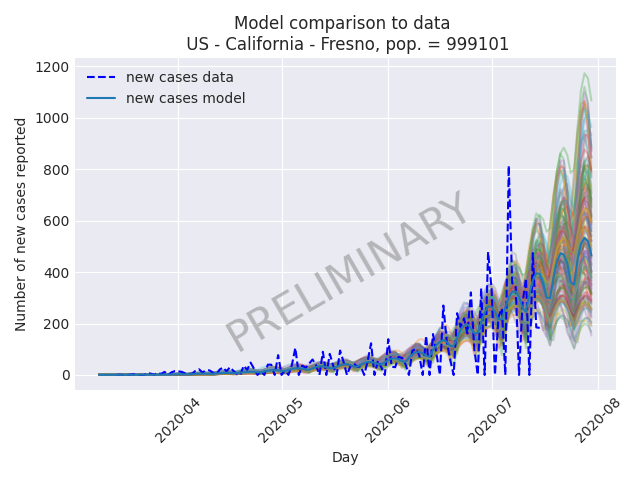 Model comparison to data
US - California - Fresno, pop. = 999101
new cases data
new cases model
1200
1000
800
600
400
200
0
Number of new cases reported
PRELIMINARY
2020-04
2020-05
2020-06
2020-07
2020-08
Day